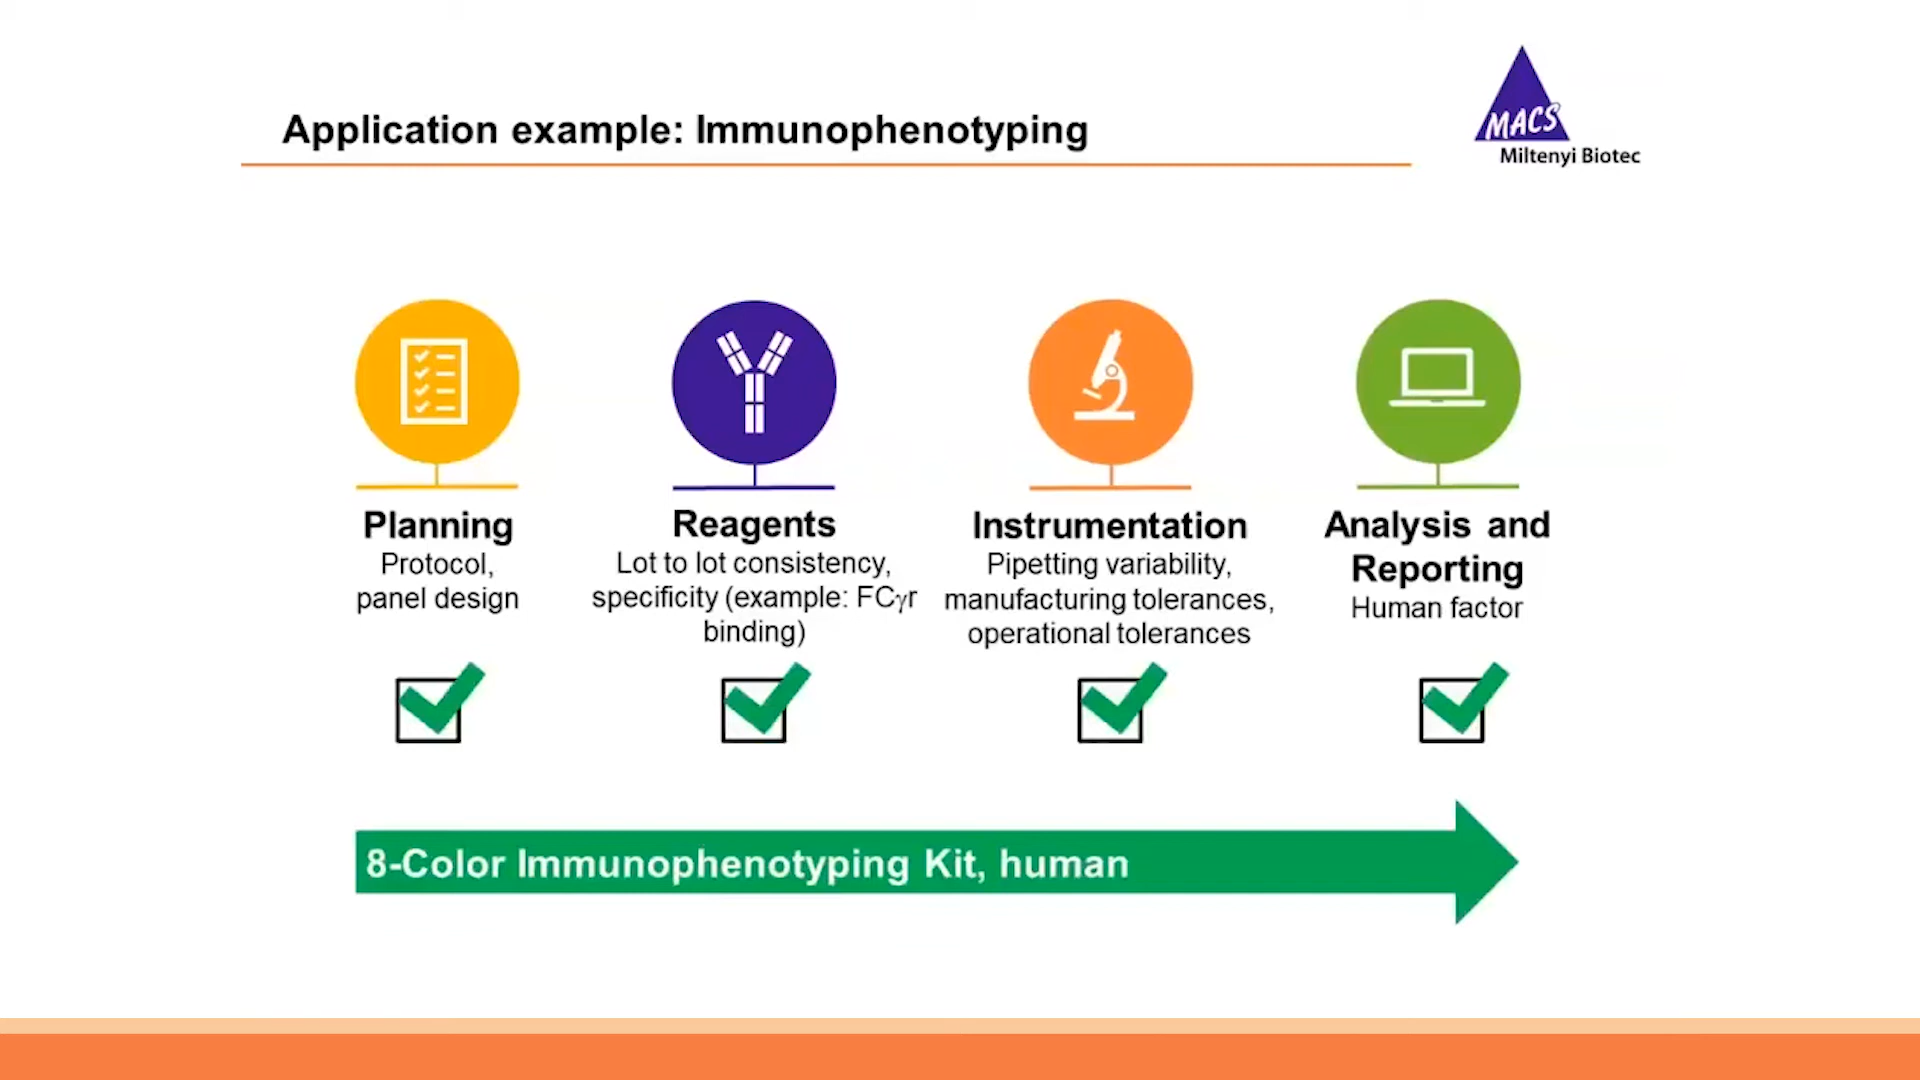 Application example: Immunophenotyping
MACS
Miltenyi Biotec
Planning
Protocol,
panel design
Reagents
Lot to lot consistency,
specificity (example: FCγr
binding)
Instrumentation
Pipetting variability,
manufacturing tolerances,
operational tolerances
Analysis and
Reporting
Human factor
8-Color Immunophenotyping Kit, human